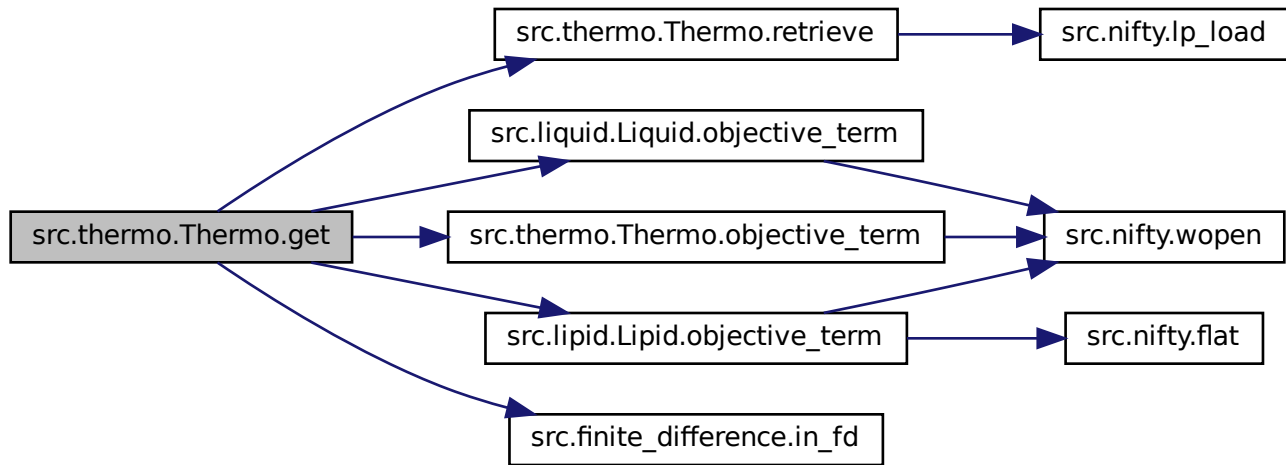 src.thermo.Thermo.retrieve
src.nifty.lp_load
src.liquid.Liquid.objective_term
src.thermo.Thermo.get
src.thermo.Thermo.objective_term
src.nifty.wopen
src.lipid.Lipid.objective_term
src.nifty.flat
src.finite_difference.in_fd